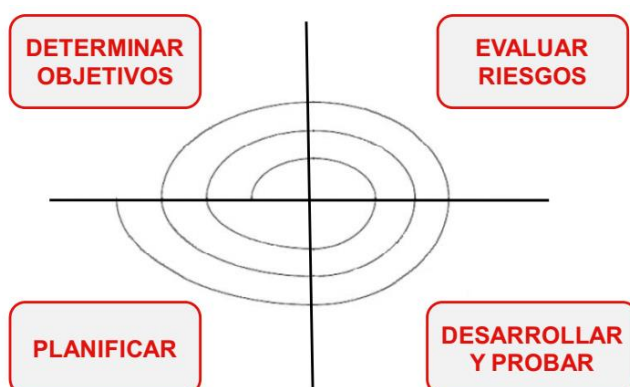 DETERMINAR
OBJETIVOS
EVALUAR
RIESGOS
PLANIFICAR
DESARROLLAR
Y PROBAR